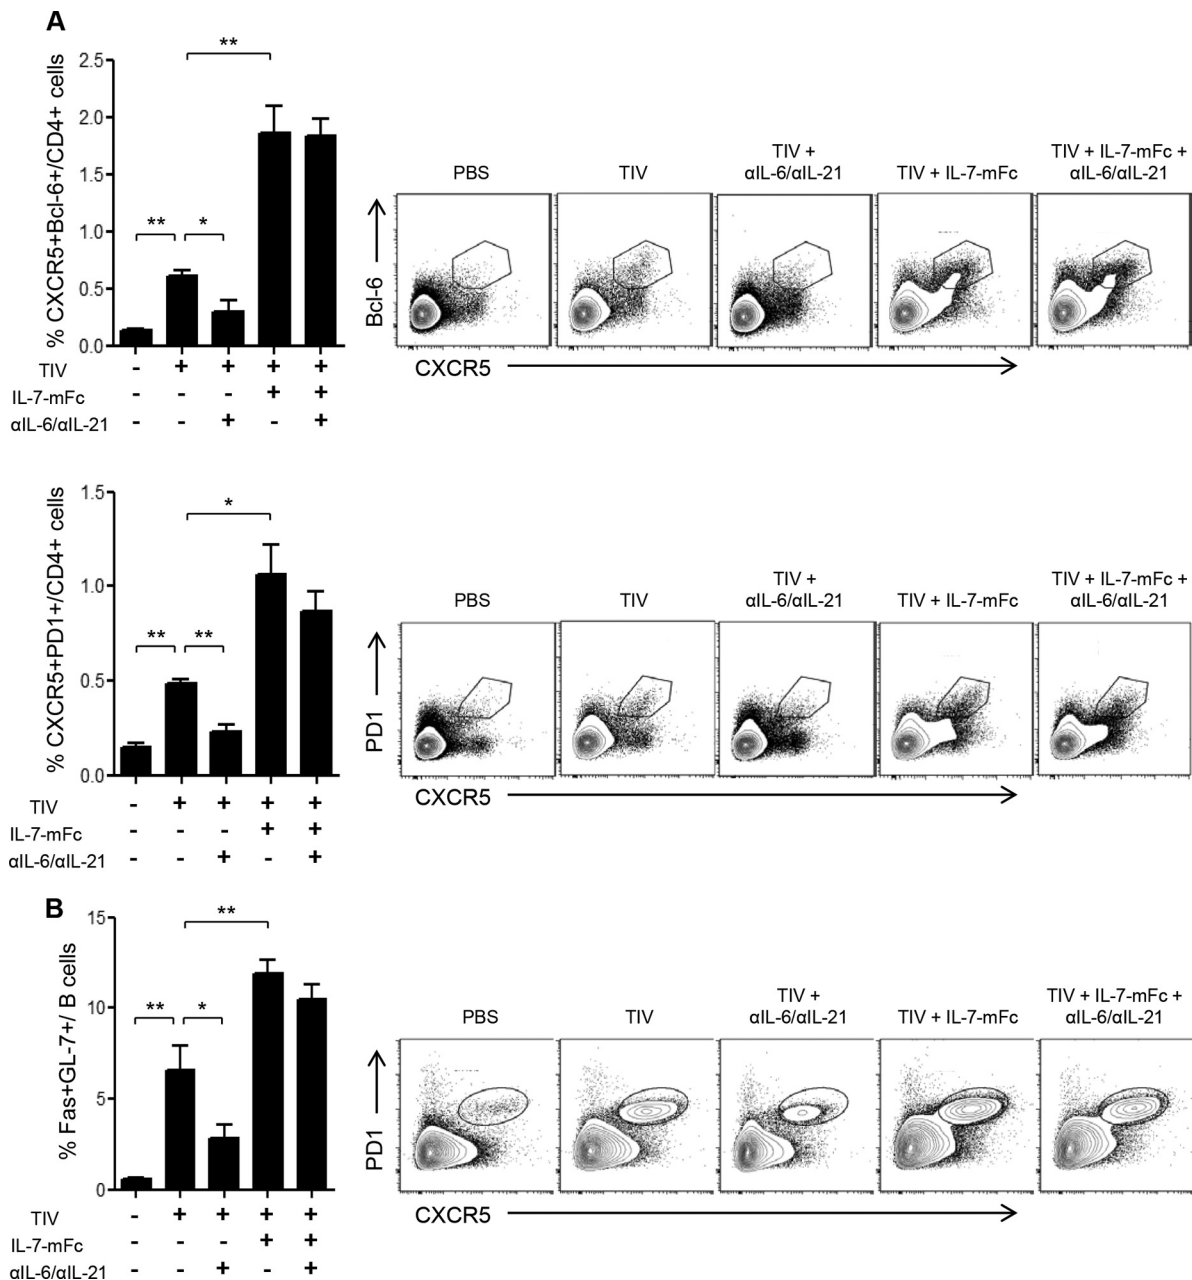 A
% CXCR5+Bcl-6+/CD4+ cells
2.5
2.0
1.5
1.0
0.5
0.0
**
** *
TIV - + + + +
IL-7-mFc - - - + +
αIL-6/αIL-21 - - + - +
PBS
TIV
TIV +
αIL-6/αIL-21
TIV + IL-7-mFc
TIV + IL-7-mFc +
αIL-6/αIL-21
Bcl-6
CXCR5
% CXCR5+PD1+/CD4+ cells
1.5
1.0
0.5
0.0
*
** **
TIV - + + + +
IL-7-mFc - - - + +
αIL-6/αIL-21 - - + - +
PBS
TIV
TIV +
αIL-6/αIL-21
TIV + IL-7-mFc
TIV + IL-7-mFc +
αIL-6/αIL-21
PD1
CXCR5
B
% Fas+GL-7+/ B cells
15
10
5
0
**
** *
TIV - + + + +
IL-7-mFc - - - + +
αIL-6/αIL-21 - - + - +
PBS
TIV
TIV +
αIL-6/αIL-21
TIV + IL-7-mFc
TIV + IL-7-mFc +
αIL-6/αIL-21
PD1
CXCR5